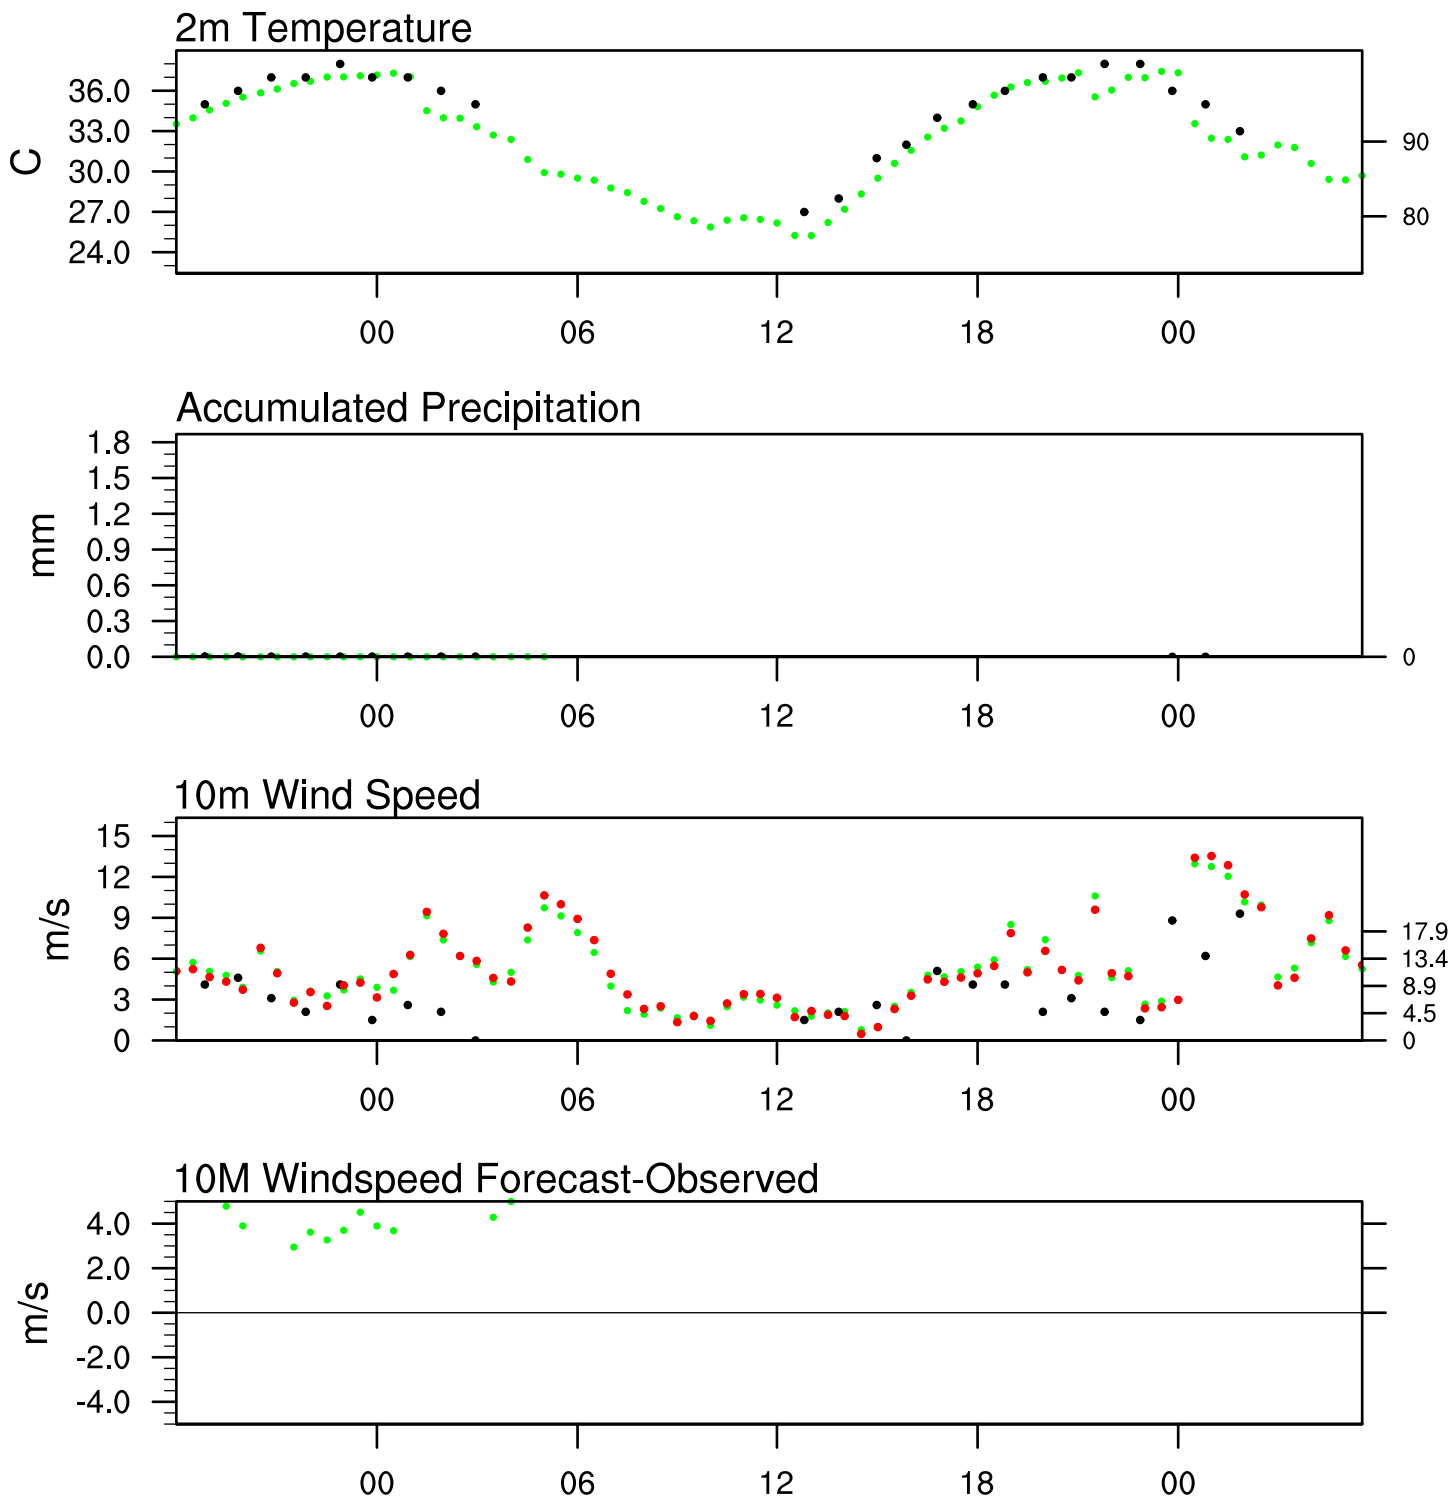 2m Temperature
36.0
33.0
30.0
27.0
24.0
C
90
80
00 06 12 18 00
Accumulated Precipitation
1.8
1.5
1.2
0.9
0.6
0.3
0.0
mm
0
00 06 12 18 00
10m Wind Speed
15
12
9
6
3
0
m/s
17.9
13.4
8.9
4.5
0
00 06 12 18 00
10M Windspeed Forecast-Observed
4.0
2.0
0.0
-2.0
-4.0
m/s
00 06 12 18 00